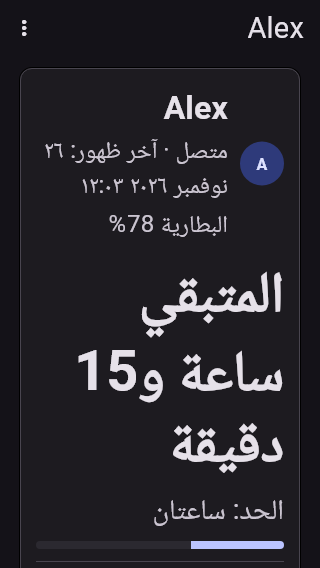 Alex
Alex
متصل · آخر ظهور: ٢٦
نوفمبر ٢٠٢٦ ١٢:٠٣
البطارية 78%
A
المتبقي
ساعة و15
دقيقة
الحد: ساعتان